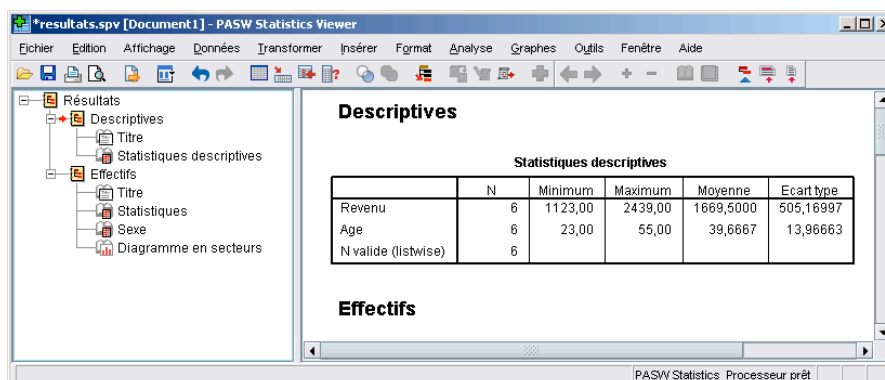 *resultats.spv [Document1] - PASW Statistics Viewer
Fichier Edition Affichage Données Transformer Insérer Format Analyse Graphes Outils Fenêtre Aide
Résultats
Descriptives
Titre
Statistiques descriptives
Effectifs
Titre
Statistiques
Sexe
Diagramme en secteurs
Descriptives
Statistiques descriptives
N Minimum Maximum Moyenne Ecart type
Revenu 6 1123,00 2439,00 1669,5000 505,16997
Age 6 23,00 55,00 39,6667 13,96663
N valide (listwise) 6
Effectifs
PASW Statistics Processeur prêt